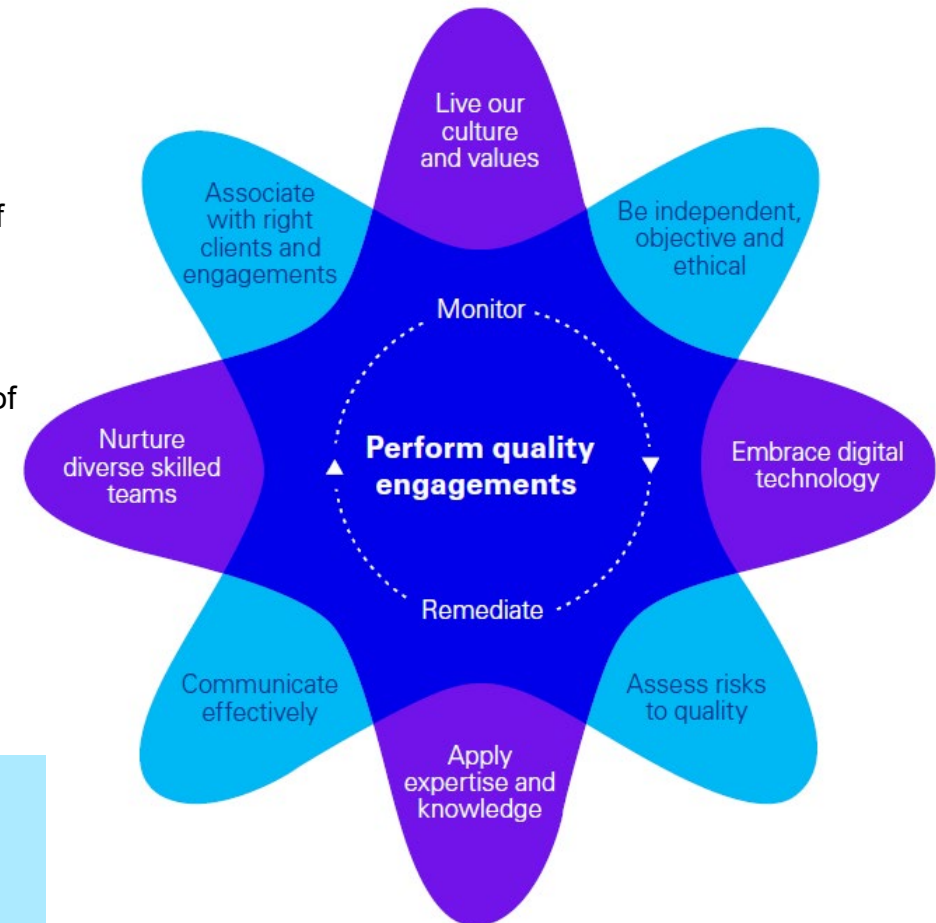 Live our
culture
and values
Associate
with right
clients and
engagements
Be independent,
objective and
ethical
f
Monitor
of
Nurture
diverse skilled
teams
Perform quality
engagements
Embrace digital
technology
Remediate
Communicate
effectively
Assess risks
to quality
Apply
expertise and
knowledge